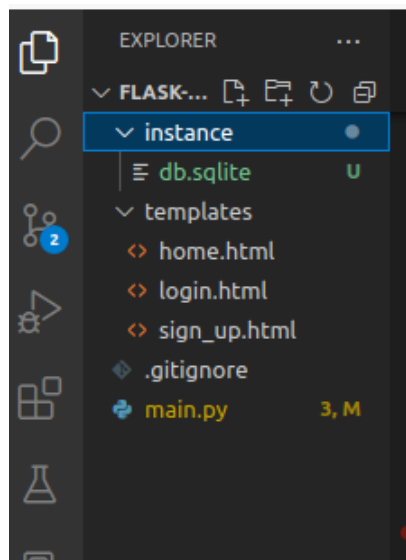 EXPLORER ...
FLASK-...
instance
db.sqlite U
templates
<> home.html
<> login.html
<> sign_up.html
.gitignore
main.py 3, M
2